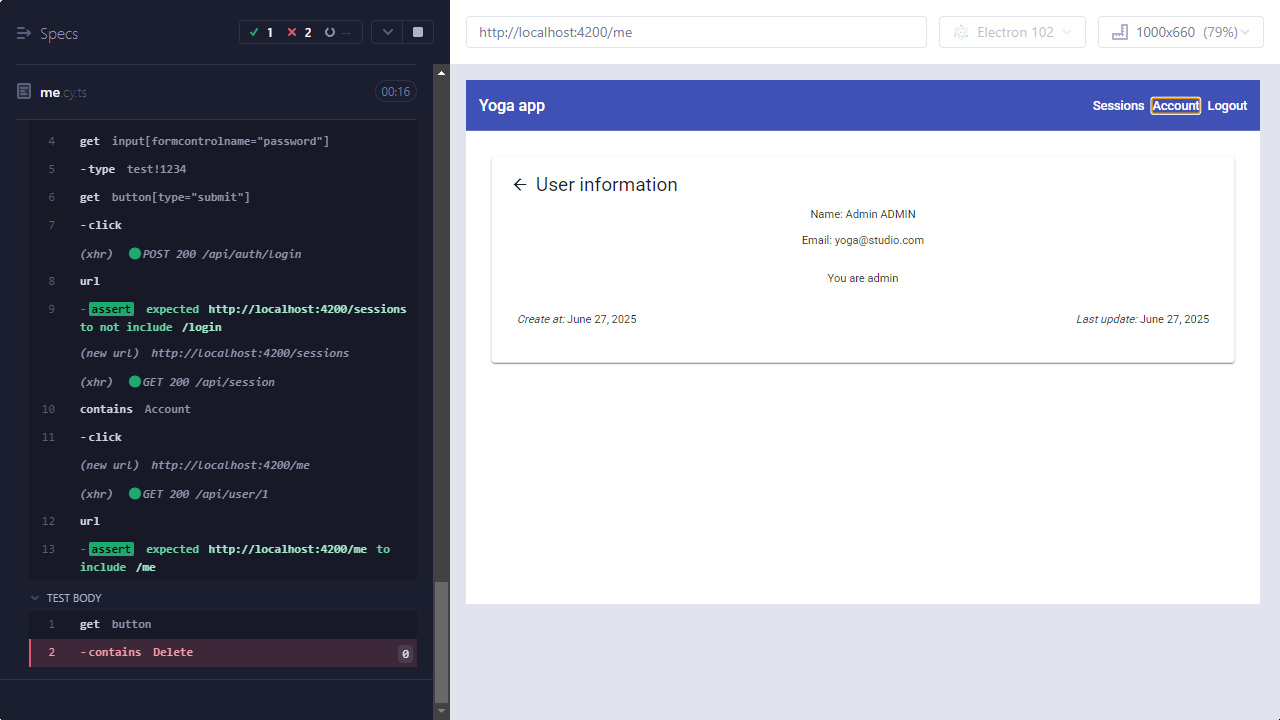 Specs
1 2 --
me.cy.ts 00:16
4 get input[formcontrolname="password"]
5 -type test!1234
6 get button[type="submit"]
7 -click
(xhr) POST 200 /api/auth/login
8 url
9 -assert expected http://localhost:4200/sessions
to not include /login
(new url) http://localhost:4200/sessions
(xhr) GET 200 /api/session
10 contains Account
11 -click
(new url) http://localhost:4200/me
(xhr) GET 200 /api/user/1
12 url
13 -assert expected http://localhost:4200/me to
include /me
TEST BODY
1 get button
2 -contains Delete 0
http://localhost:4200/me
Electron 102
1000x660 (79%)
Yoga app
Sessions Account Logout
User information
Name: Admin ADMIN
Email: yoga@studio.com
You are admin
Create at: June 27, 2025
Last update: June 27, 2025